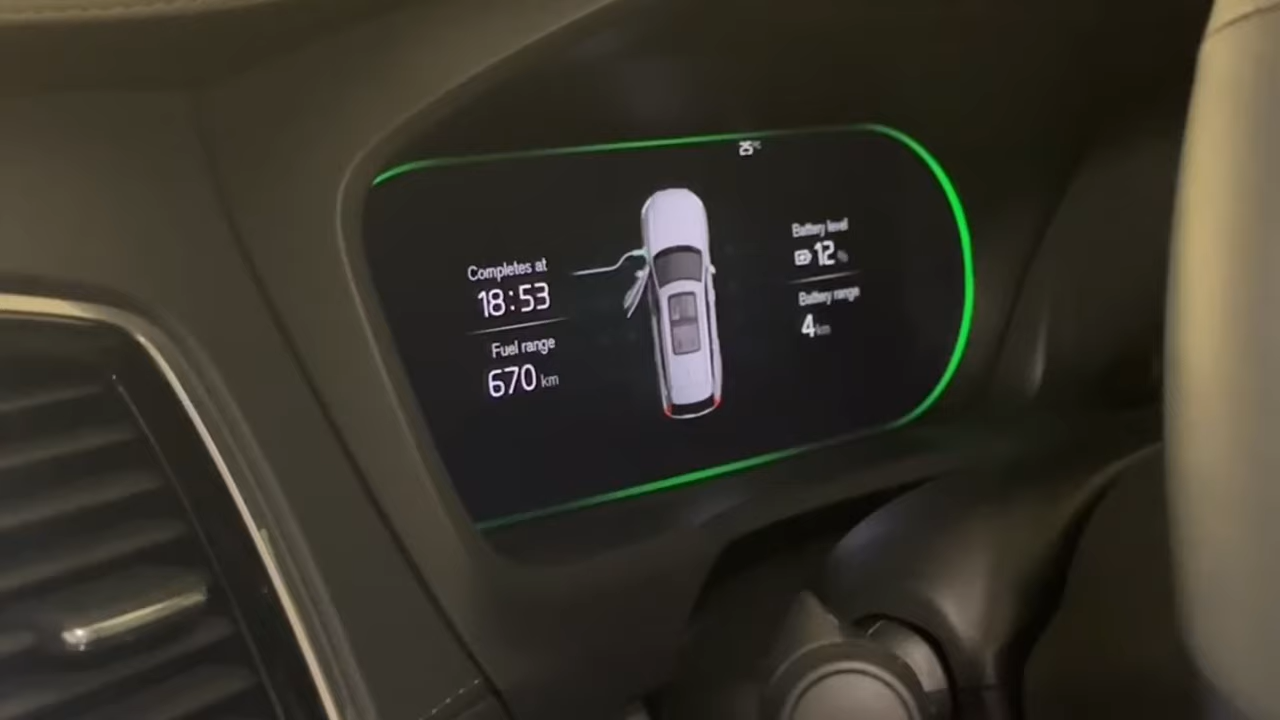 25°C
Completes at
18:53
Fuel range
670 km
Battery level
12 %
Battery range
4 km